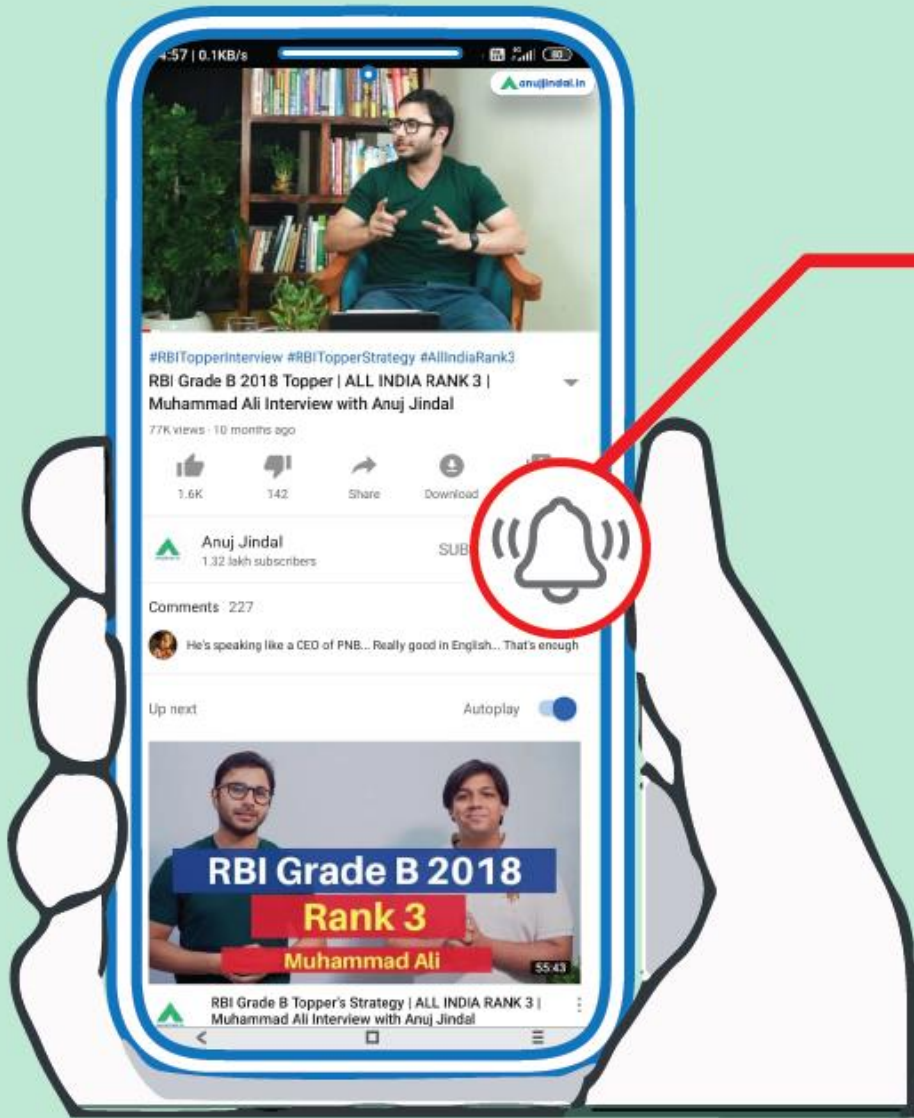 4:57 | 0.1KB/s
4G
80
anujjindal.in
#RBITopperInterview #RBITopperStrategy #AllIndiaRank3
RBI Grade B 2018 Topper | ALL INDIA RANK 3 |
Muhammad Ali Interview with Anuj Jindal
77K views · 10 months ago
1.6K
142
Share
Download
Anuj Jindal
SUB
1.32 lakh subscribers
Comments 227
He's speaking like a CEO of PNB... Really good in English... That's enough
Up next
Autoplay
RBI Grade B 2018
Rank 3
Muhammad Ali
55:43
RBI Grade B Topper's Strategy | ALL INDIA RANK 3 |
Muhammad Ali Interview with Anuj Jindal